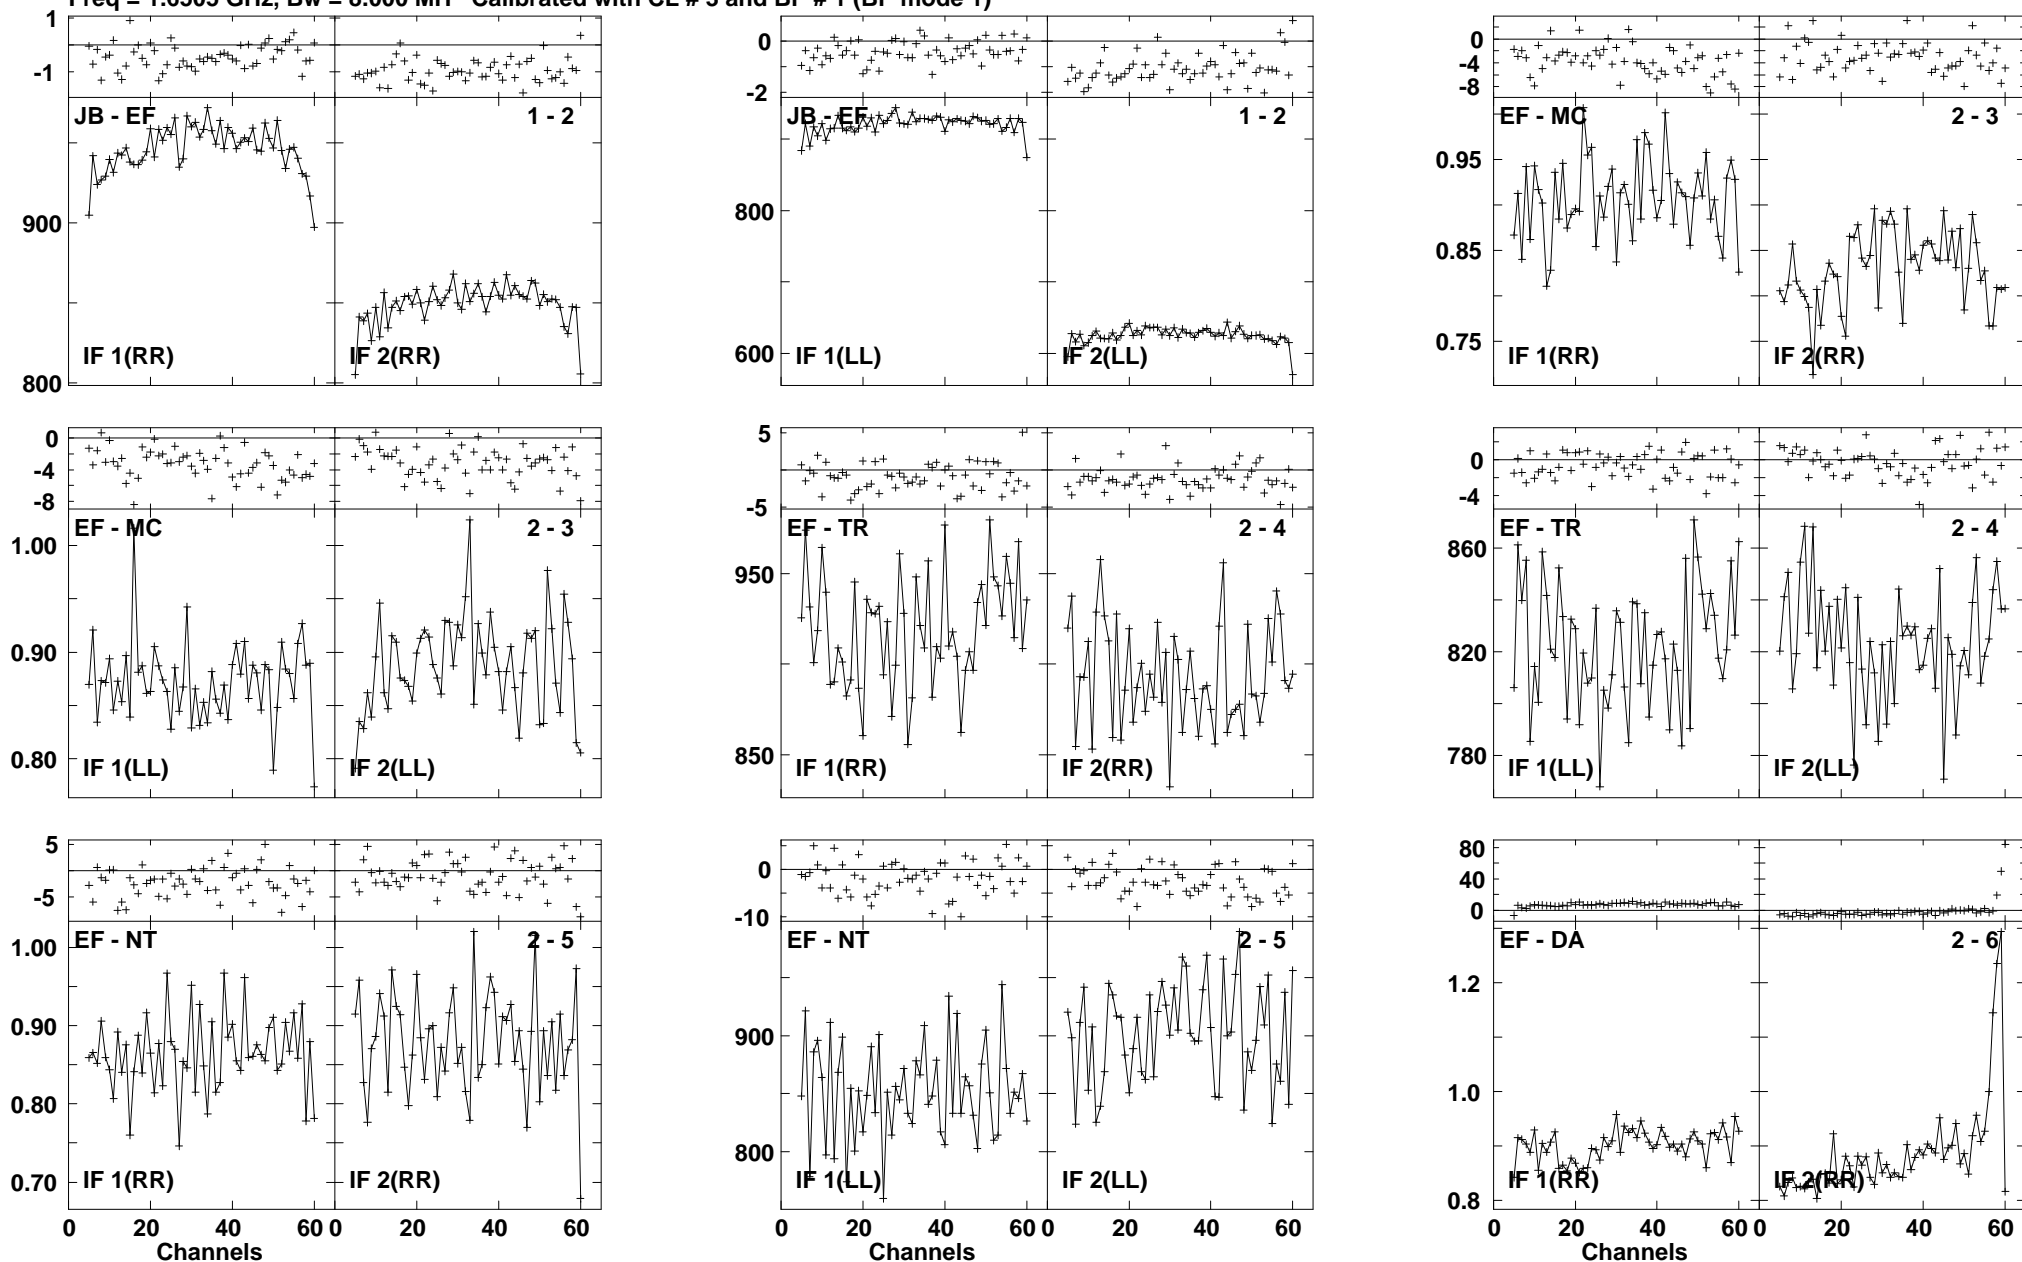 Freq = 1.6305 GHz, Bw = 8.000 MH Calibrated with CL # 3 and BP # 1 (BP mode 1)
1
-1
0
-2
0
-4
-8
JB - EF
1 - 2
JB - EF
1 - 2
EF - MC
2 - 3
900
800
800
600
0.95
0.85
0.75
IF 1(RR)
IF 2(RR)
IF 1(LL)
IF 2(LL)
IF 1(RR)
IF 2(RR)
0
-4
-8
5
0
-5
0
-4
EF - MC
2 - 3
EF - TR
2 - 4
EF - TR
2 - 4
1.00
0.90
0.80
950
850
860
820
780
IF 1(LL)
IF 2(LL)
IF 1(RR)
IF 2(RR)
IF 1(LL)
IF 2(LL)
5
-5
0
-10
80
40
0
EF - NT
2 - 5
EF - NT
2 - 5
EF - DA
2 - 6
1.00
0.90
0.80
0.70
900
800
1.2
1.0
0.8
IF 1(RR)
IF 2(RR)
IF 1(LL)
IF 2(LL)
IF 1(RR)
IF 2(RR)
0 20 40 60 0 20 40 60
0 20 40 60 0 20 40 60
0 20 40 60 0 20 40 60
Channels
Channels
Channels